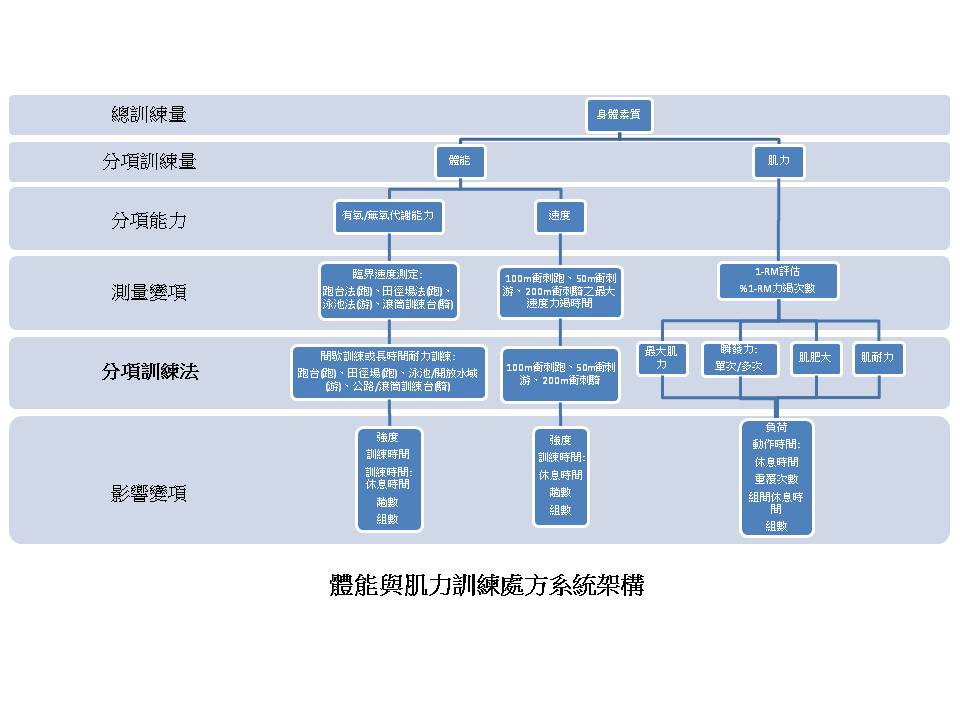 總訓練量
身體素質
分項訓練量
體能
肌力
分項能力
有氧/無氧代謝能力
速度
測量變項
臨界速度測定:
跑台法(跑)、田徑場法(跑)、
泳池法(游)、滾筒訓練台(騎)
100m衝刺跑、50m衝刺
游、200m衝刺騎之最大
速度力竭時間
1-RM評估
%1-RM力竭次數
分項訓練法
間歇訓練或長時間耐力訓練:
跑台(跑)、田徑場(跑)、泳池/開放水域
(游)、公路/滾筒訓練台(騎)
100m衝刺跑、50m衝刺
游、200m衝刺騎
最大肌
力
瞬發力:
單次/多次
肌肥大
肌耐力
影響變項
強度
訓練時間
訓練時間:
休息時間
趟數
組數
強度
訓練時間:
休息時間
趟數
組數
負荷
動作時間:
休息時間
重覆次數
組間休息時
間
組數
體能與肌力訓練處方系統架構